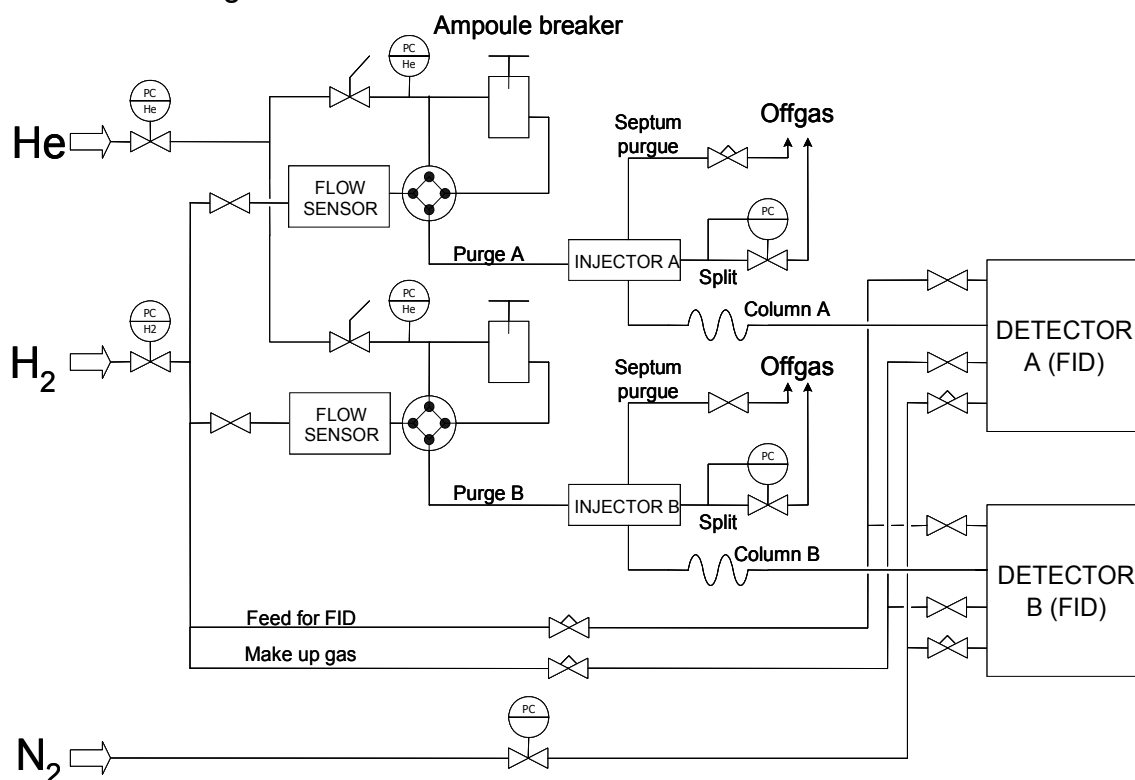 Ampoule breaker
PC
He
PC
He
He
Septum
purgue
Offgas
FLOW
SENSOR
PC
Purge A
INJECTOR A
Split
PC
He
PC
H2
Column A
H2
DETECTOR
A (FID)
Septum
purgue
Offgas
FLOW
SENSOR
PC
Purge B
INJECTOR B
Split
Column B
DETECTOR
B (FID)
Feed for FID
Make up gas
PC
N2